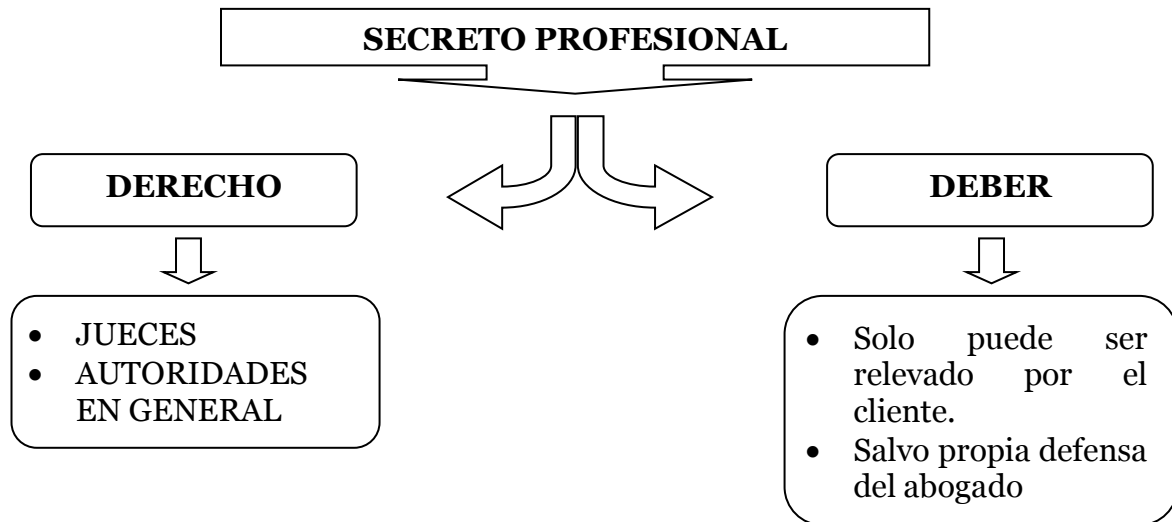 SECRETO PROFESIONAL
DERECHO
DEBER
• JUECES
• AUTORIDADES
EN GENERAL
• Solo puede ser
relevado por el
cliente.
• Salvo propia defensa
del abogado